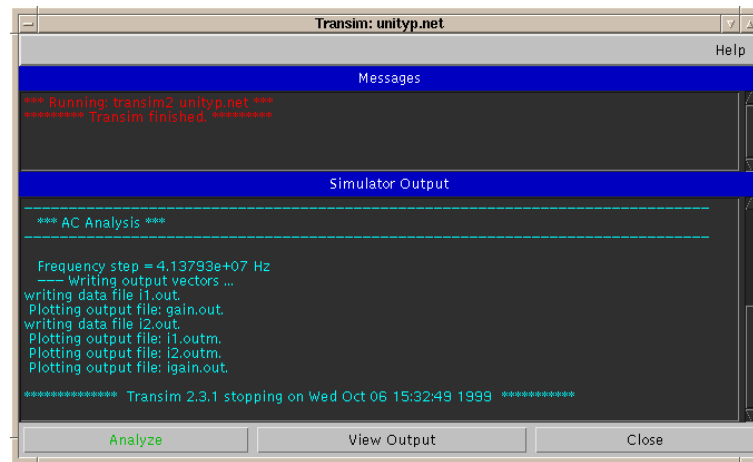 Transim: unityp.net
Help
Messages
*** Running: transim2 unityp.net ***
********* Transim finished. *********
Simulator Output
*** AC Analysis ***
Frequency step = 4.13793e+07 Hz
--- Writing output vectors ...
writing data file i1.out.
Plotting output file: gain.out.
writing data file i2.out.
Plotting output file: i1.outm.
Plotting output file: i2.outm.
Plotting output file: igain.out.
************** Transim 2.3.1 stopping on Wed Oct 06 15:32:49 1999 ***********
Analyze
View Output
Close